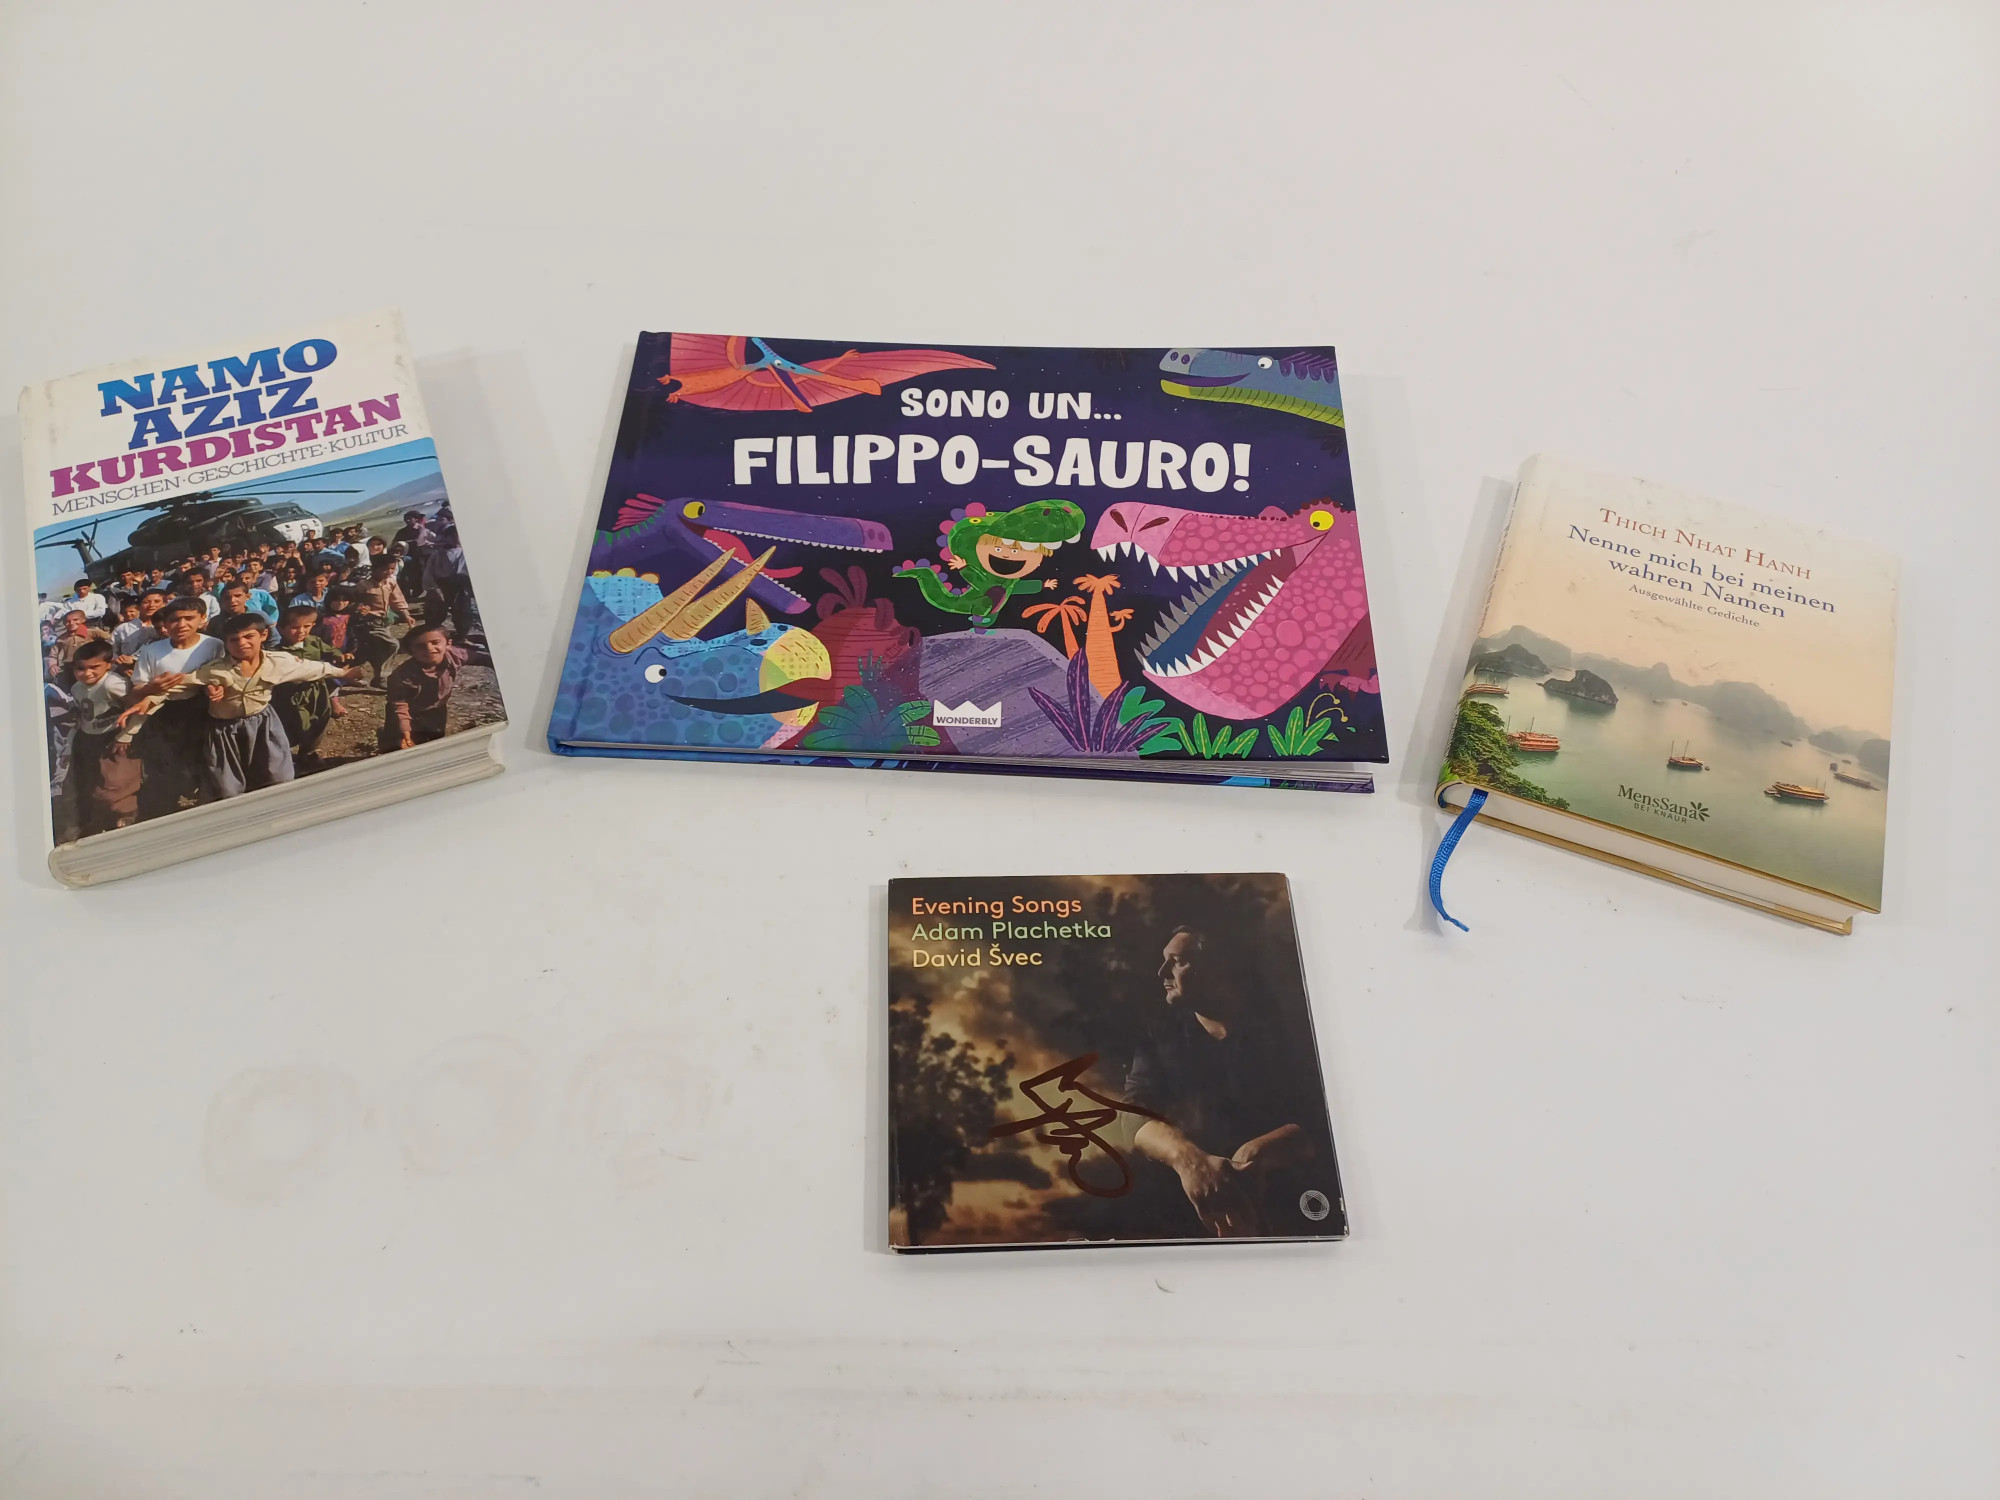 NAMO
AZIZ
KURDISTAN
MENSCHEN·GESCHICHTE·KULTUR
SONO UN...
FILIPPO-SAURO!
WONDERBLY
THICH NHAT HANH
Nenne mich bei meinen
wahren Namen
Ausgewählte Gedichte
MensSana
BEI KNAUR
Evening Songs
Adam Plachetka
David Švec